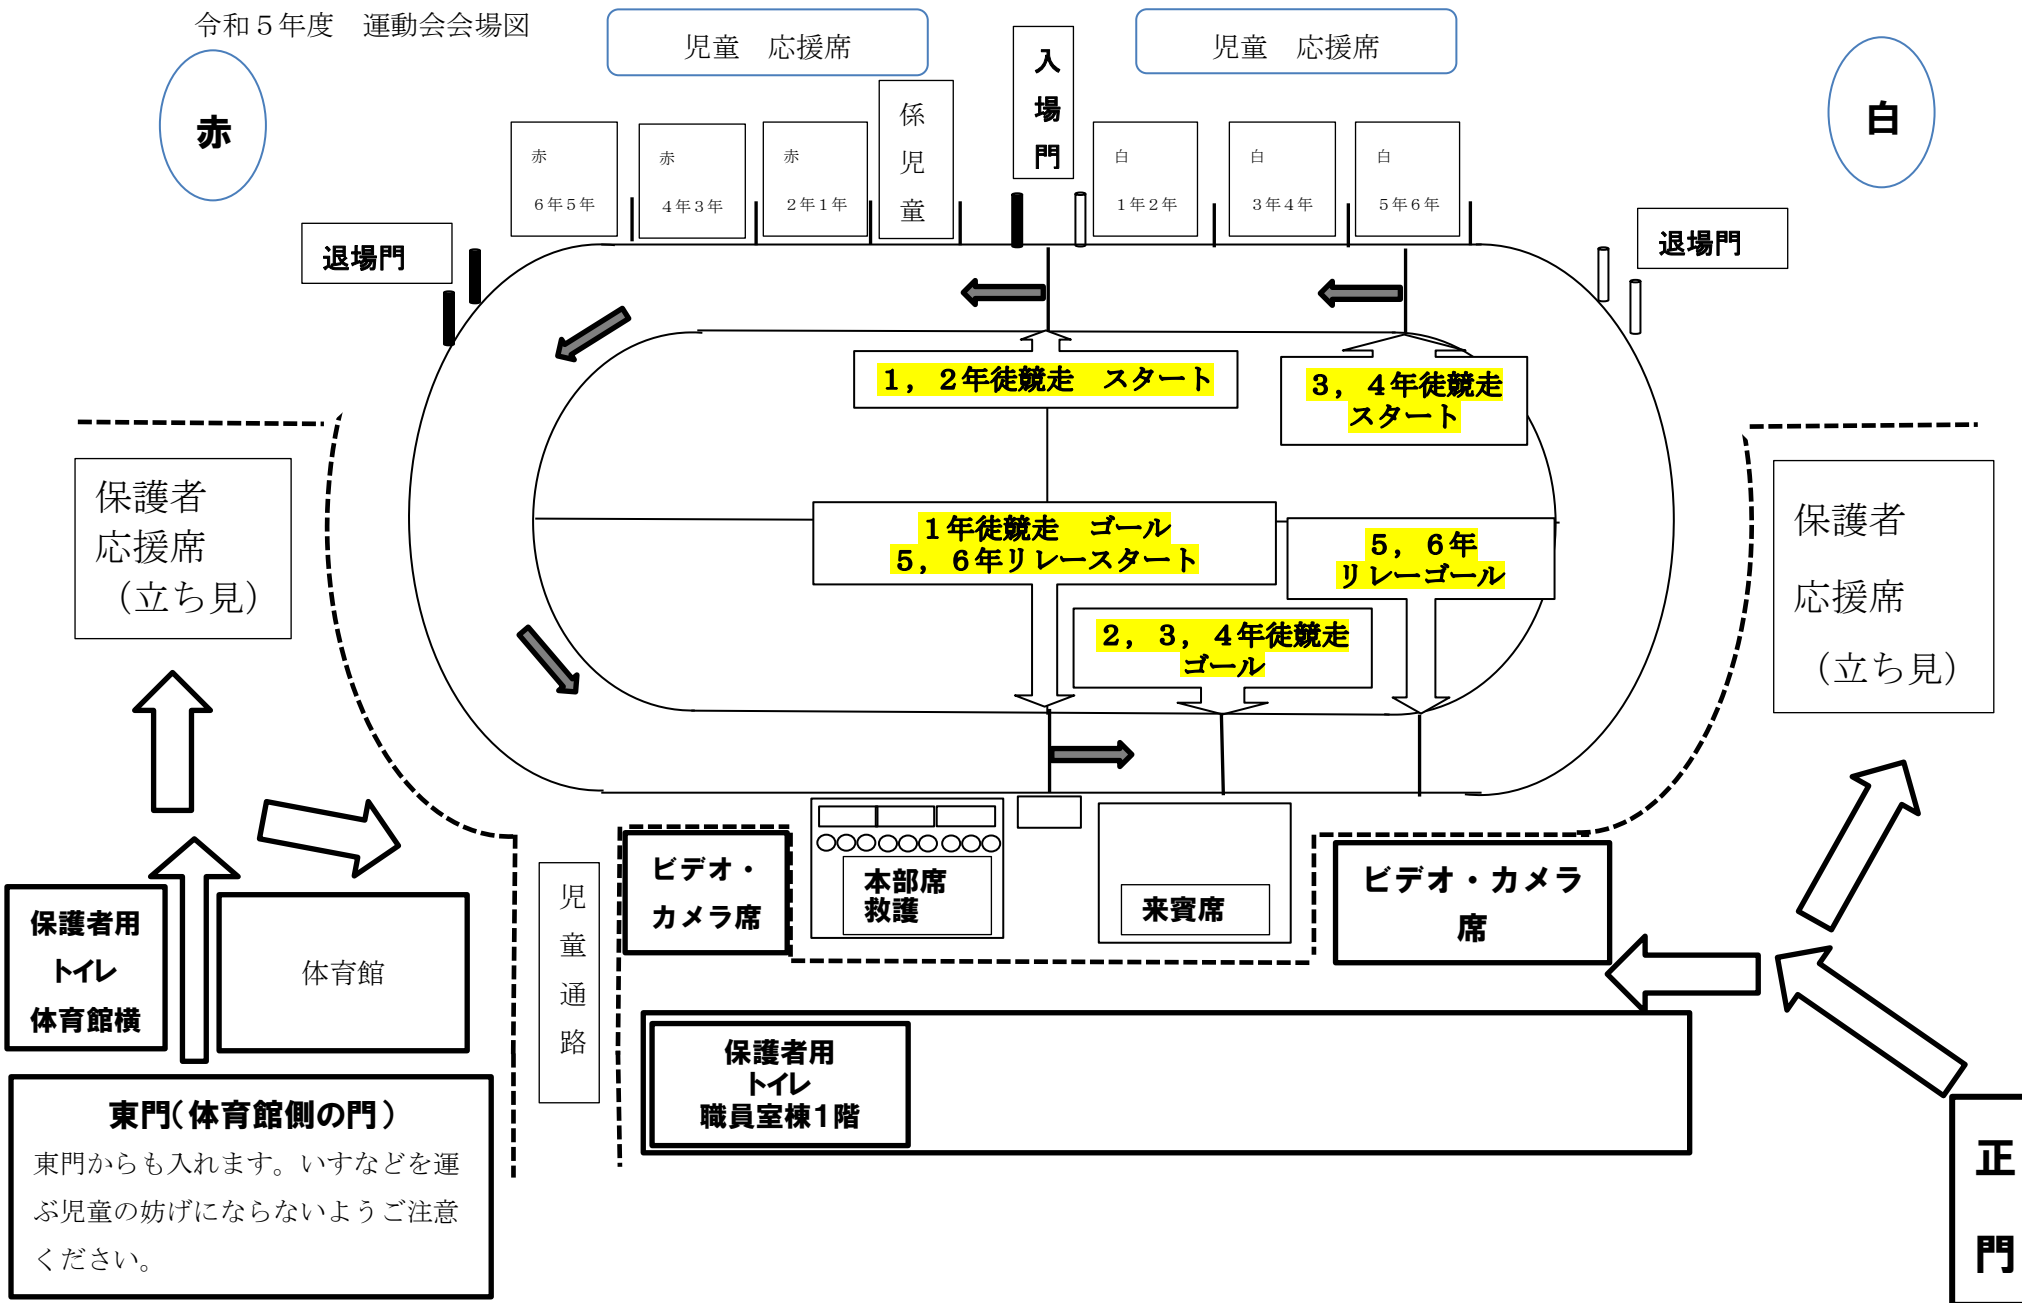 令和５年度　運動会会場図
児童　応援席
児童　応援席
赤
白
入
場
門
係
児
童
赤
６年５年
赤
４年３年
赤
２年１年
白
１年２年
白
３年４年
白
５年６年
退場門
退場門
１，２年徒競走　スタート
３，４年徒競走
スタート
保護者
応援席
（立ち見）
１年徒競走　ゴール
５，６年リレースタート
５，６年
リレーゴール
２，３，４年徒競走
ゴール
保護者
応援席
（立ち見）
ビデオ・
カメラ席
本部席
救護
来賓席
ビデオ・カメラ
席
児
童
通
路
保護者用
トイレ
体育館横
体育館
保護者用
トイレ
職員室棟１階
東門（体育館側の門）
東門からも入れます。いすなどを運
ぶ児童の妨げにならないようご注意
ください。
正
門